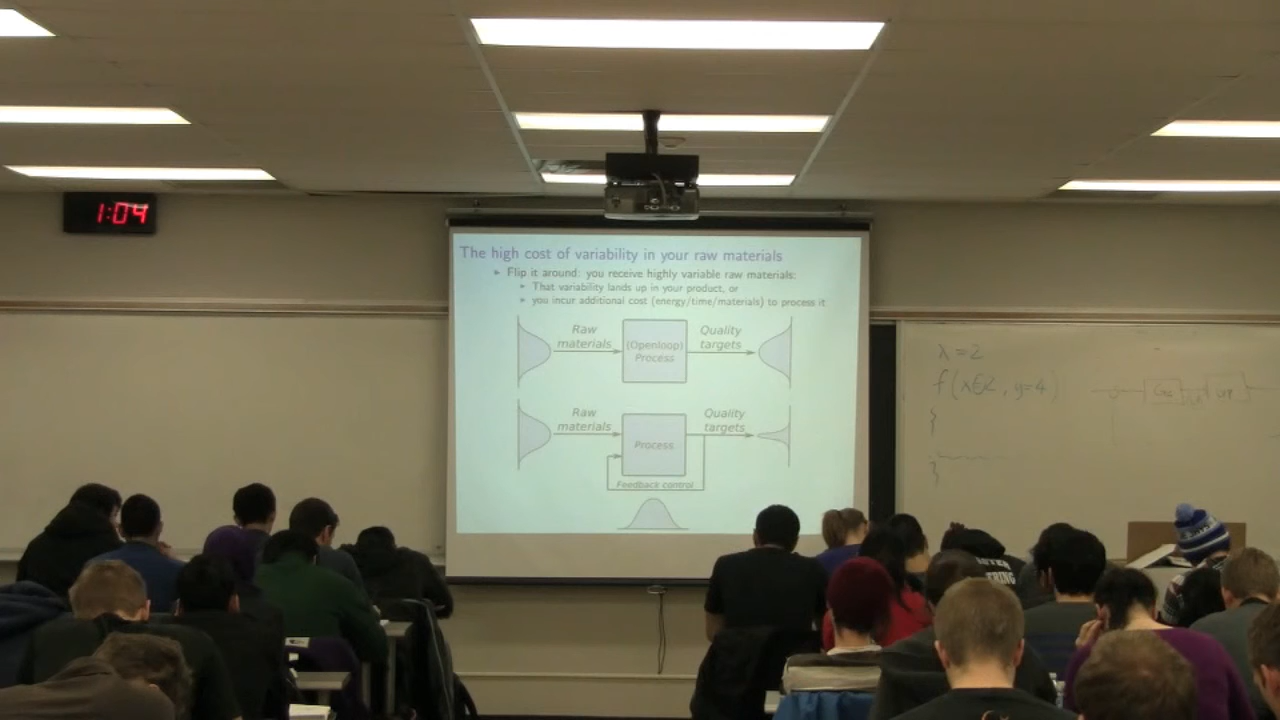 1:04
The high cost of variability in your raw materials
▸ Flip it around: you receive highly variable raw materials:
▸ That variability lands up in your product, or
▸ you incur additional cost (energy/time/materials) to process it
Raw
materials
(Openloop)
Process
Quality
targets
Raw
materials
Process
Quality
targets
Feedback control
λ=2
f(x∈2, y=4)
{
}